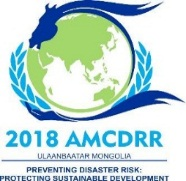 2018 AMCDRR
ULAANBAATAR MONGOLIA
PREVENTING DISASTER RISK:
PROTECTING SUSTAINABLE DEVELOPMENT